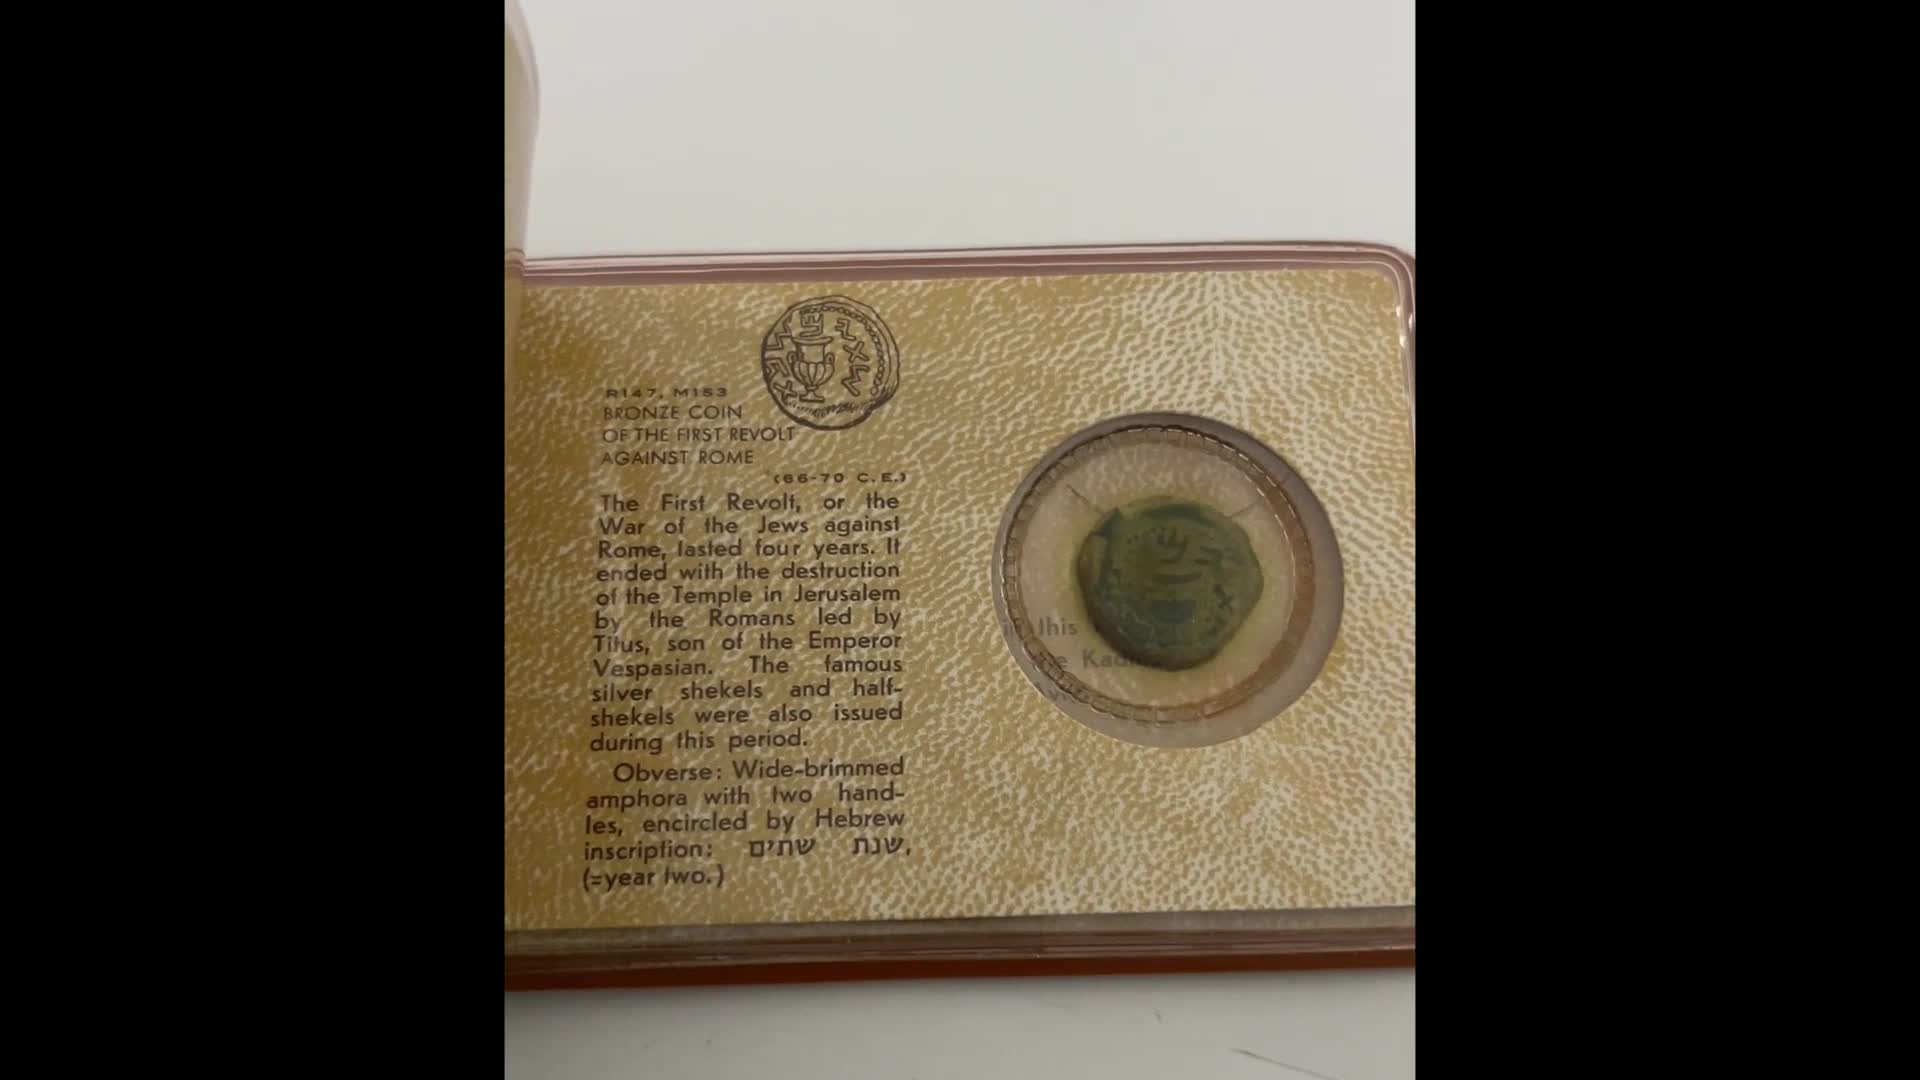 R147, M153
BRONZE COIN
OF THE FIRST REVOLT
AGAINST ROME
(66-70 C.E.)
The First Revolt, or the
War of the Jews against
Rome, lasted four years. It
ended with the destruction
of the Temple in Jerusalem
by the Romans led by
Titus, son of the Emperor
Vespasian. The famous
silver shekels and half-
shekels were also issued
during this period.
Obverse: Wide-brimmed
amphora with two hand-
les, encircled by Hebrew
inscription: שנת שתים,
(=year two.)
this